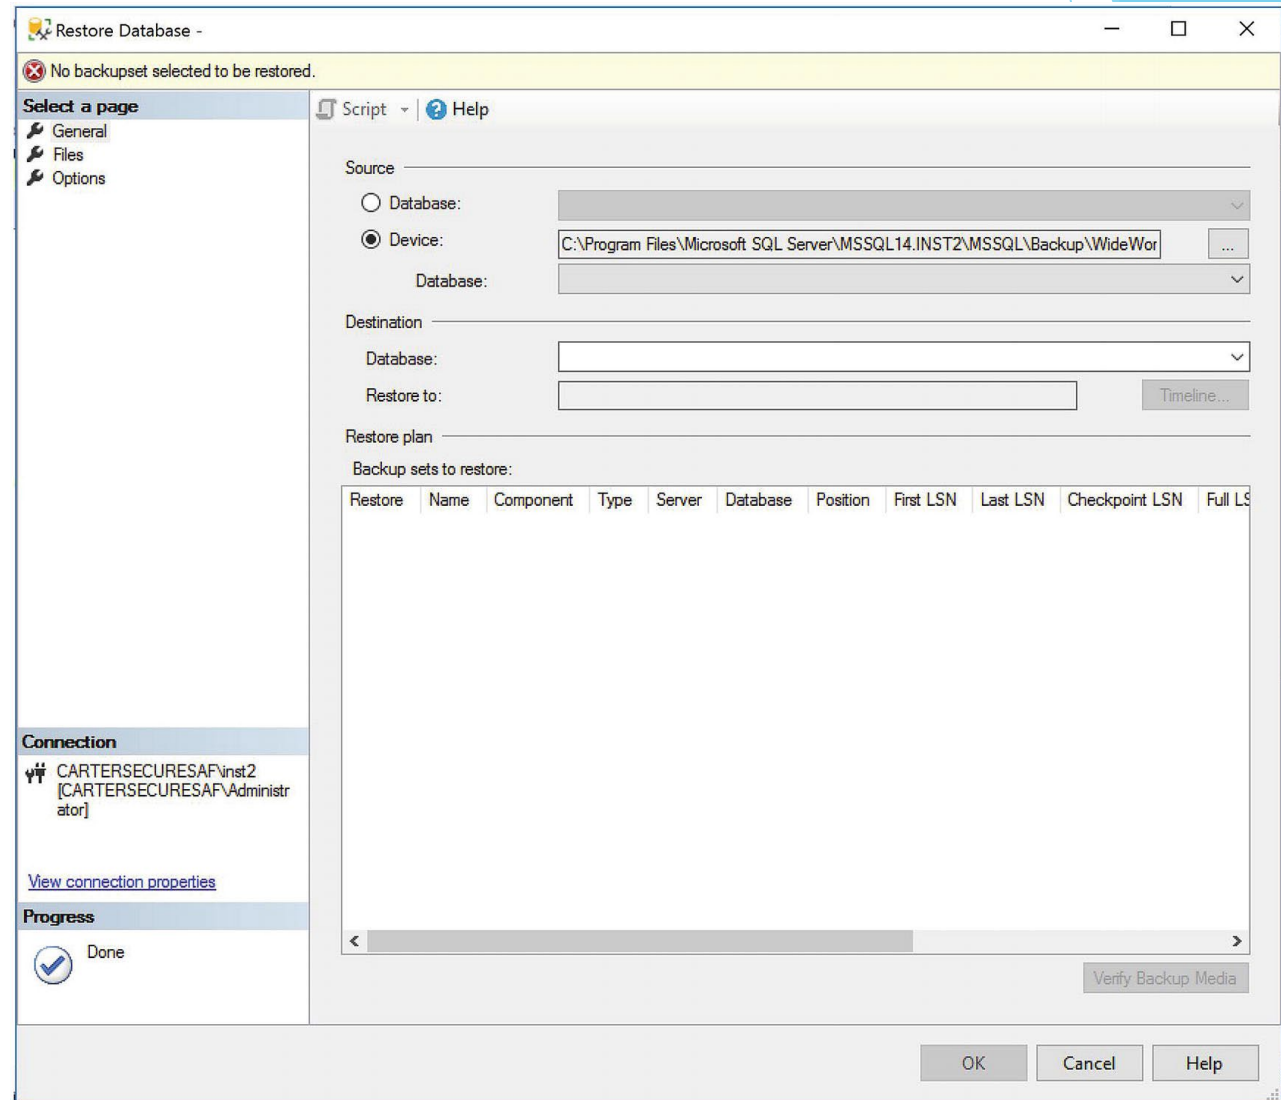 Restore Database -
No backupset selected to be restored.
Select a page
General
Files
Options
Script
Help
Source
Database:
Device:
C:\Program Files\Microsoft SQL Server\MSSQL14.INST2\MSSQL\Backup\WideWor
...
Database:
Destination
Database:
Restore to:
Timeline...
Restore plan
Backup sets to restore:
Restore Name Component Type Server Database Position First LSN Last LSN Checkpoint LSN Full LS
Connection
CARTERSECURESAF\inst2
[CARTERSECURESAF\Administr
ator]
View connection properties
Progress
Done
Verify Backup Media
OK Cancel Help